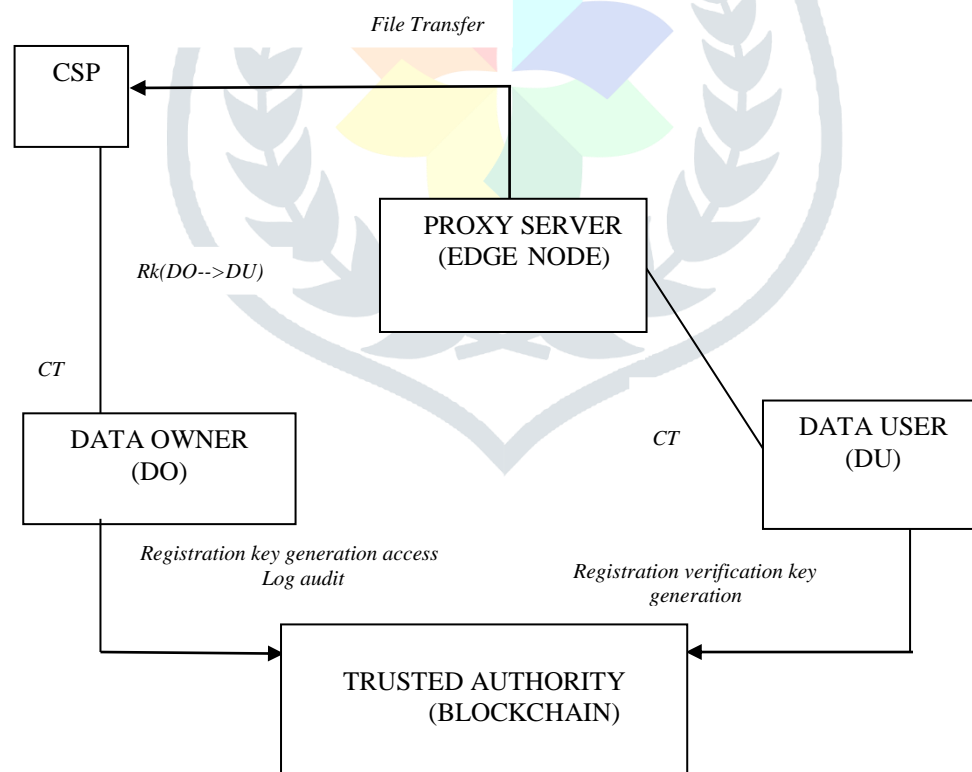 File Transfer
CSP
PROXY SERVER
(EDGE NODE)
Rk(DO-->DU)
CT
DATA OWNER
(DO)
CT
DATA USER
(DU)
Registration key generation access
Log audit
Registration verification key
generation
TRUSTED AUTHORITY
(BLOCKCHAIN)